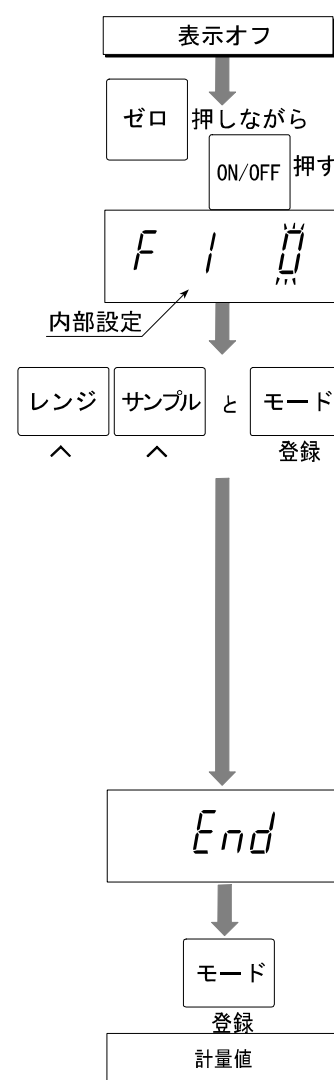 表示オフ
ゼロ 押しながら
ON/OFF 押す
F 1 0
内部設定
レンジ サンプル と モード
へ へ 登録
End
モード
登録
計量値